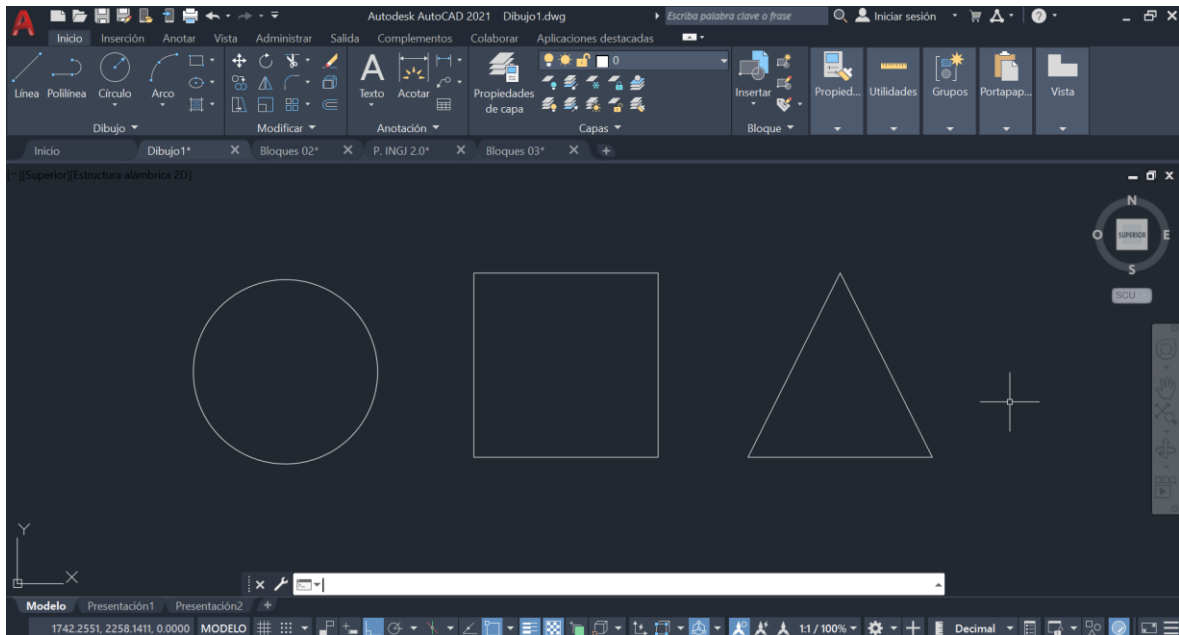 A Autodesk AutoCAD 2021 Dibujo1.dwg Escriba palabra clave o frase Iniciar sesión
Inicio Inserción Anotar Vista Administrar Salida Complementos Colaborar Aplicaciones destacadas
0
Línea Polilínea Círculo Arco A Texto Acotar Propiedades de capa Insertar Propied... Utilidades Grupos Portapap... Vista
Dibujo Modificar Anotación Capas Bloque
Inicio Dibujo1* Bloques 02* P. INGJ 2.0* Bloques 03*
[−][Superior][Estructura alámbrica 2D]
N
O SUPERIOR E
S
SCU
Y
X
Modelo Presentación1 Presentación2 +
1742.2551, 2258.1411, 0.0000 MODELO 1:1 / 100% Decimal